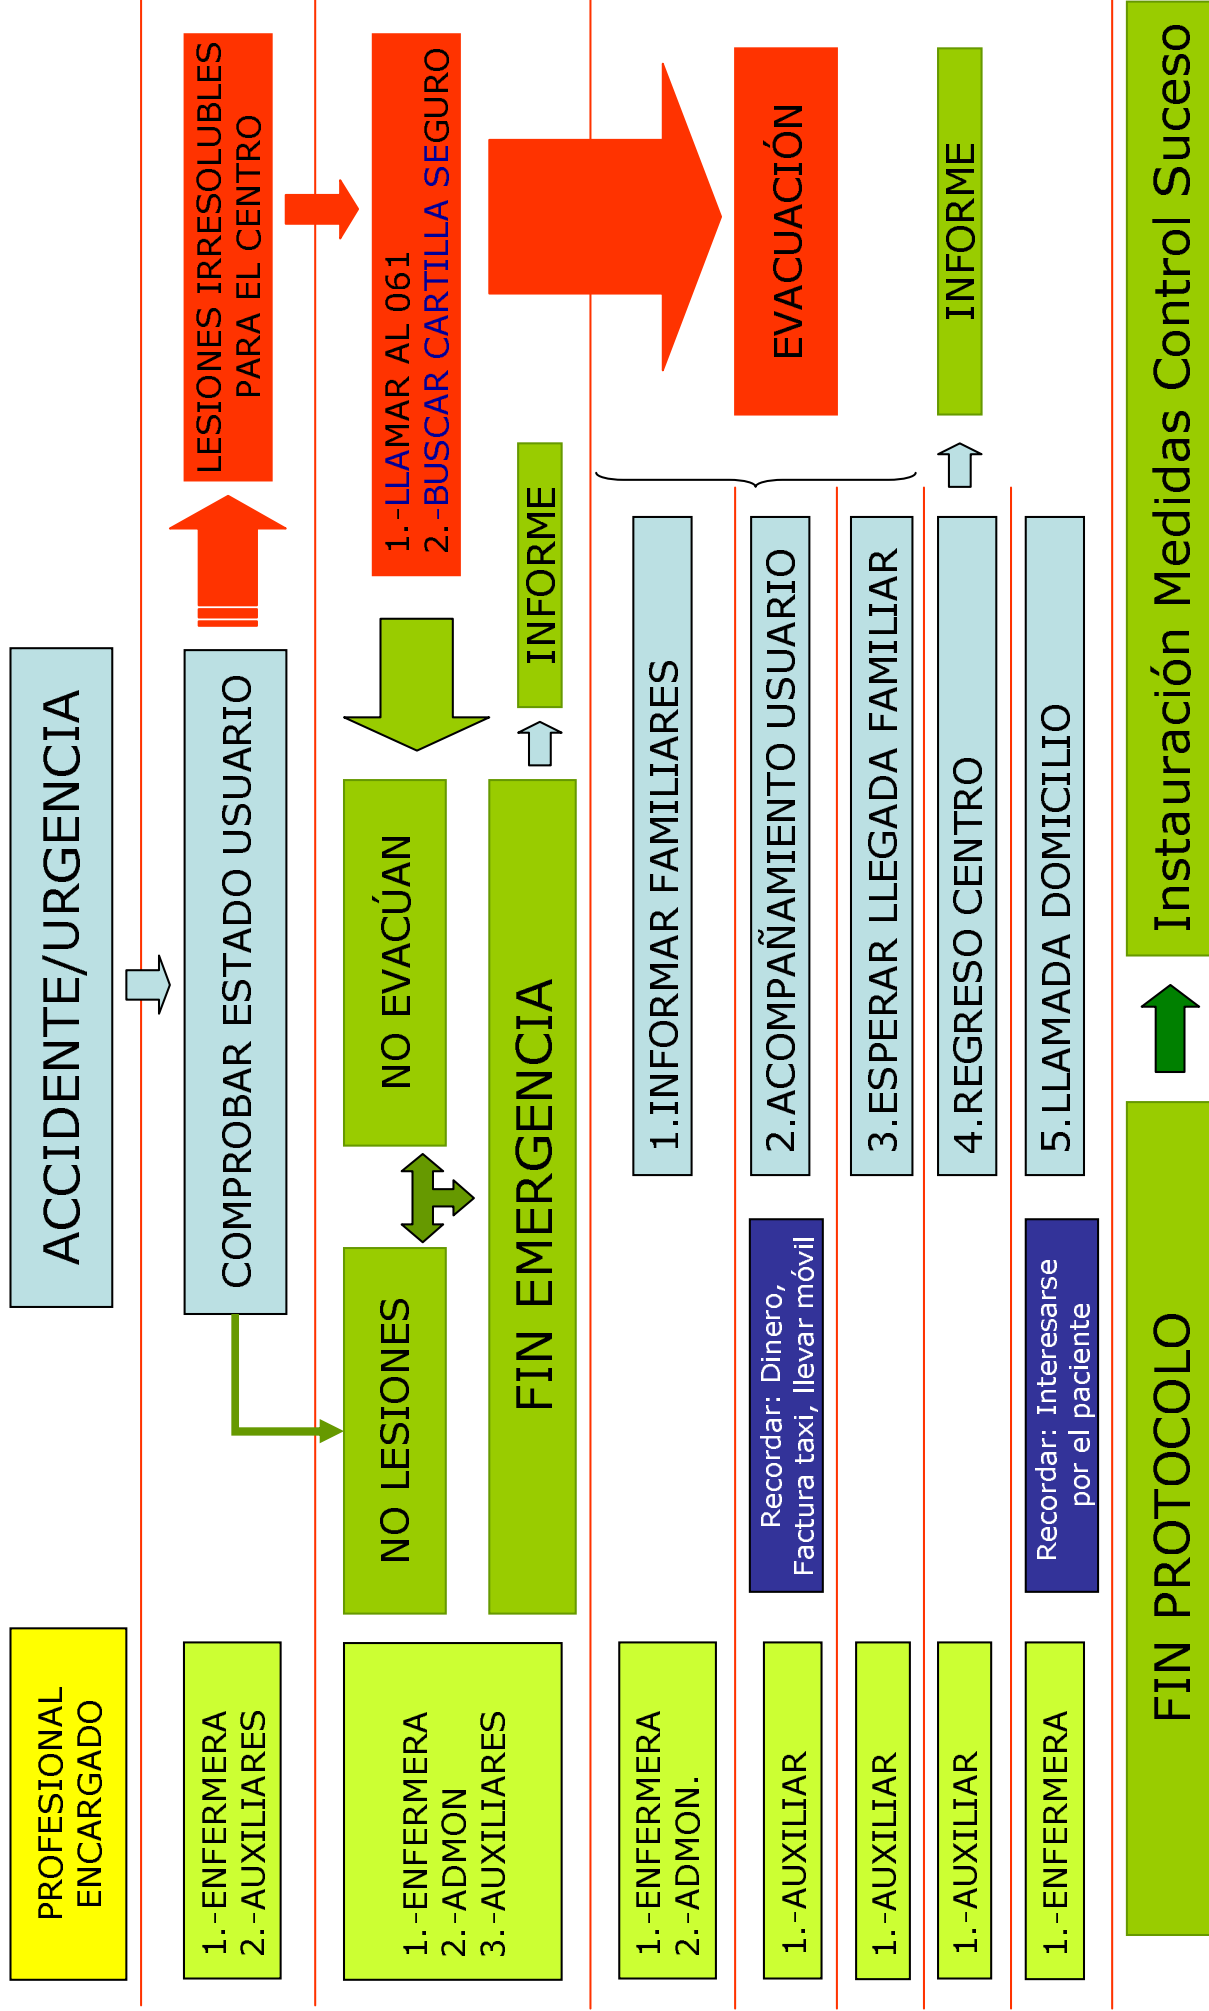 PROFESIONAL
ENCARGADO
ACCIDENTE/URGENCIA
1.-ENFERMERA
2.-AUXILIARES
COMPROBAR ESTADO USUARIO
LESIONES IRRESOLUBLES
PARA EL CENTRO
1.-ENFERMERA
2.-ADMON
3.-AUXILIARES
NO LESIONES
NO EVACÚAN
1.-LLAMAR AL 061
2.-BUSCAR CARTILLA SEGURO
FIN EMERGENCIA
INFORME
1.-ENFERMERA
2.-ADMON.
1.INFORMAR FAMILIARES
EVACUACIÓN
1.-AUXILIAR
Recordar: Dinero,
Factura taxi, llevar móvil
2.ACOMPAÑAMIENTO USUARIO
1.-AUXILIAR
3.ESPERAR LLEGADA FAMILIAR
1.-AUXILIAR
4.REGRESO CENTRO
INFORME
1.-ENFERMERA
Recordar: Interesarse
por el paciente
5.LLAMADA DOMICILIO
FIN PROTOCOLO
Instauración Medidas Control Suceso